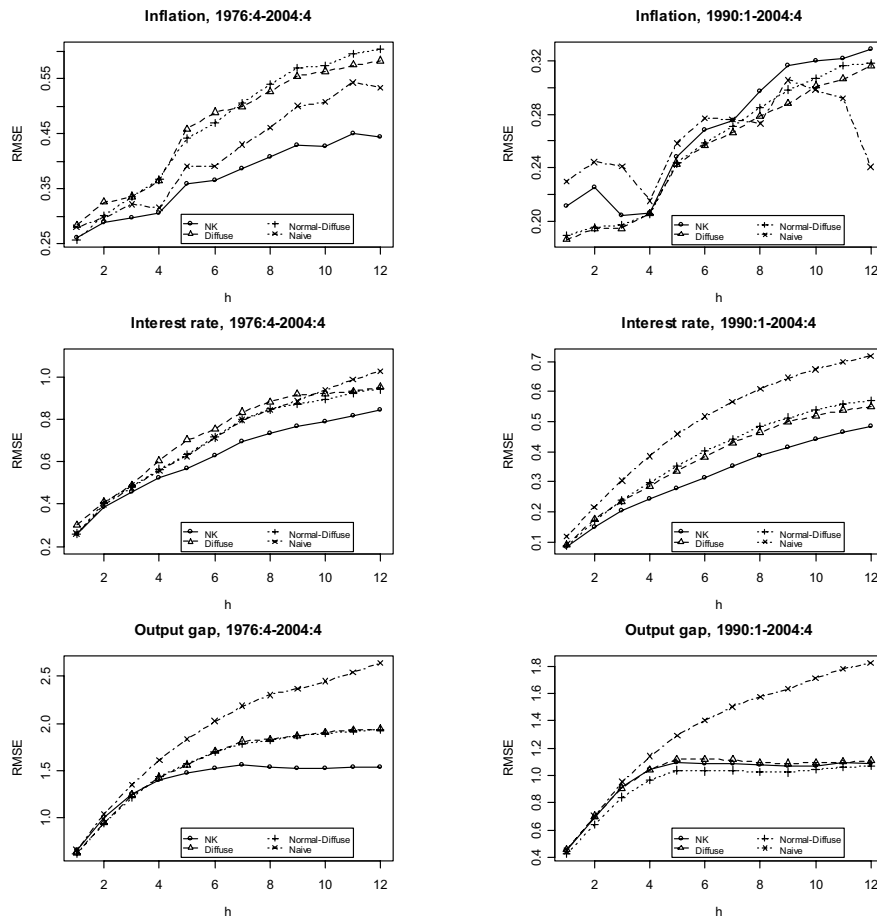 Inflation, 1976:4-2004:4
RMSE
0.25 0.35 0.45 0.55
NK Normal-Diffuse
Diffuse Naive
2 4 6 8 10 12
h
Inflation, 1990:1-2004:4
RMSE
0.20 0.24 0.28 0.32
NK Normal-Diffuse
Diffuse Naive
2 4 6 8 10 12
h
Interest rate, 1976:4-2004:4
RMSE
0.2 0.4 0.6 0.8 1.0
NK Normal-Diffuse
Diffuse Naive
2 4 6 8 10 12
h
Interest rate, 1990:1-2004:4
RMSE
0.1 0.2 0.3 0.4 0.5 0.6 0.7
NK Normal-Diffuse
Diffuse Naive
2 4 6 8 10 12
h
Output gap, 1976:4-2004:4
RMSE
1.0 1.5 2.0 2.5
NK Normal-Diffuse
Diffuse Naive
2 4 6 8 10 12
h
Output gap, 1990:1-2004:4
RMSE
0.4 0.6 0.8 1.0 1.2 1.4 1.6 1.8
NK Normal-Diffuse
Diffuse Naive
2 4 6 8 10 12
h